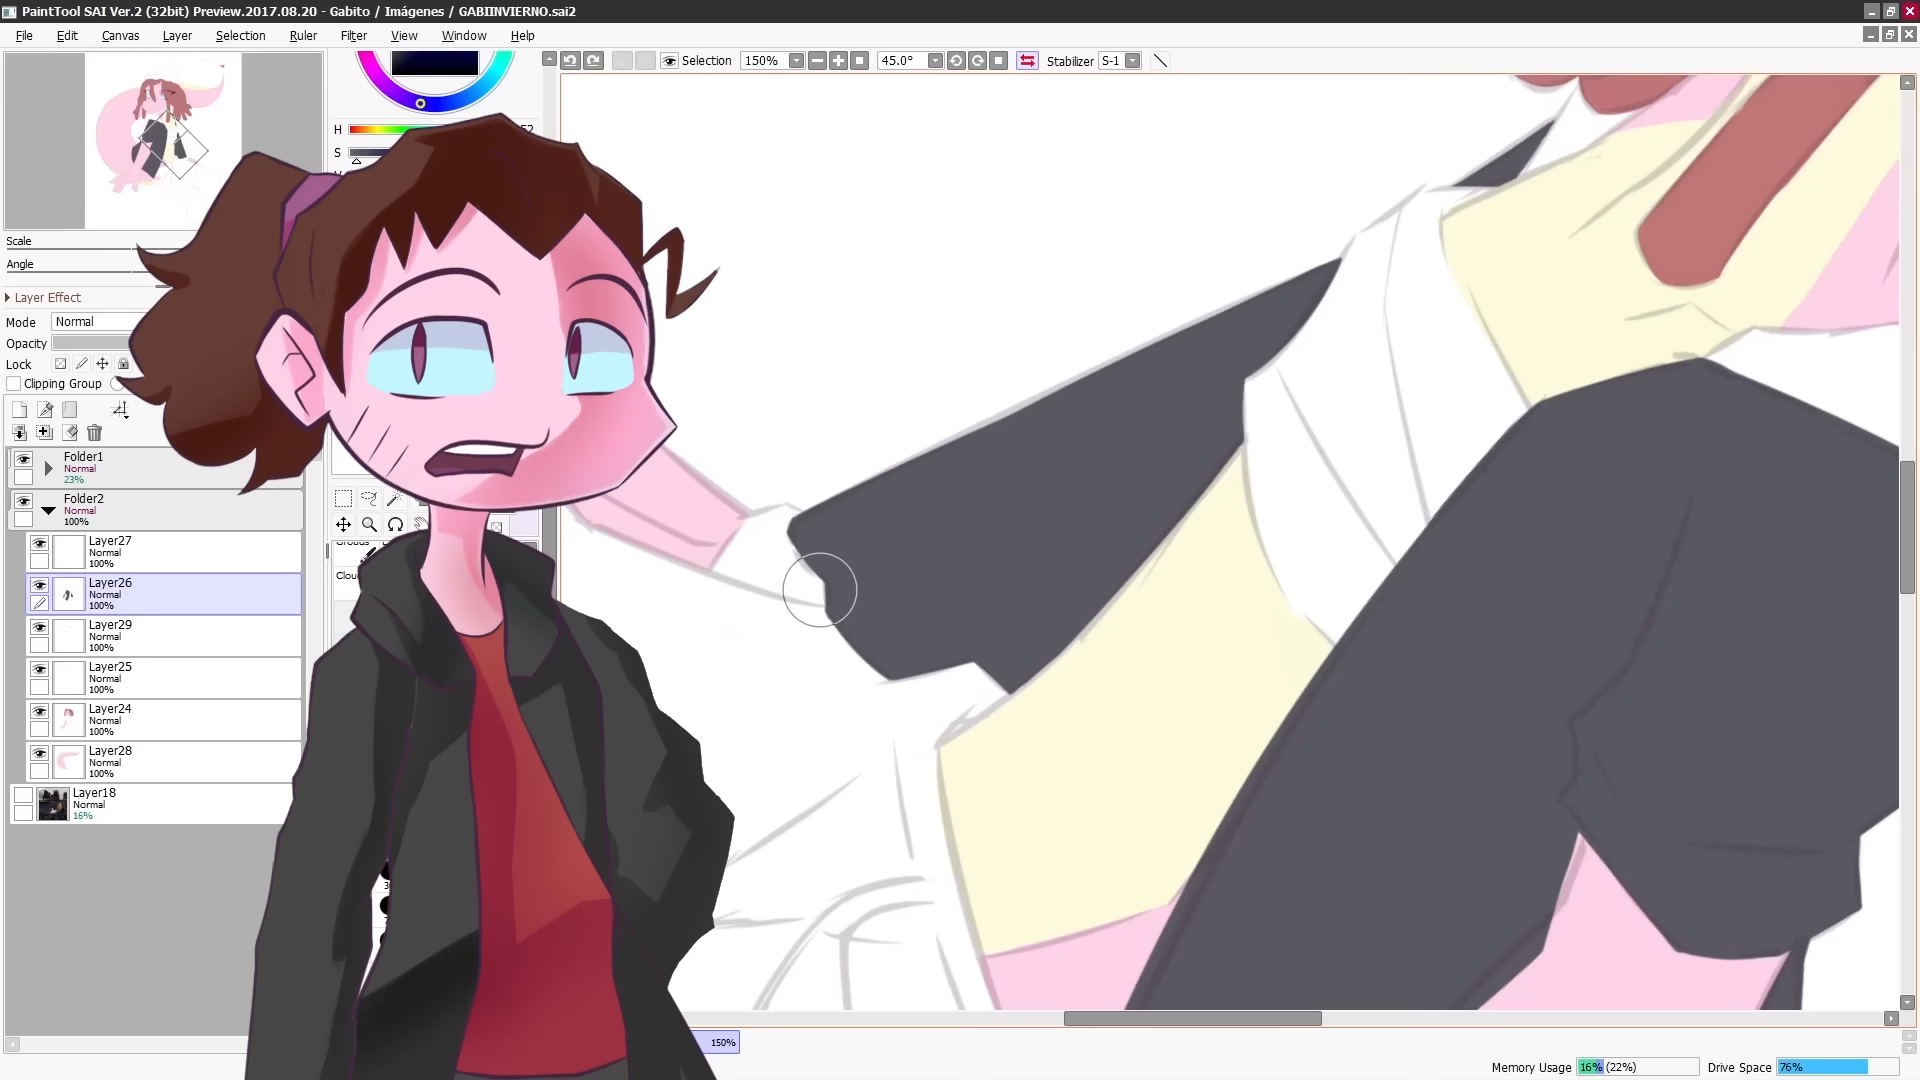 PaintTool SAI Ver.2 (32bit) Preview.2017.08.20 - Gabito / Imágenes / GABIINVIERNO.sai2
File Edit Canvas Layer Selection Ruler Filter View Window Help
Selection 150% 45.0° Stabilizer S-1
H
S
Scale
Angle
Layer Effect
Mode Normal
Opacity
Lock
Clipping Group
Folder1
Normal
23%
Folder2
Normal
100%
Layer27
Normal
100%
Layer26
Normal
100%
Layer29
Normal
100%
Layer25
Normal
100%
Layer24
Normal
100%
Layer28
Normal
100%
Layer18
Normal
16%
150%
Memory Usage 16% (22%) Drive Space 76%